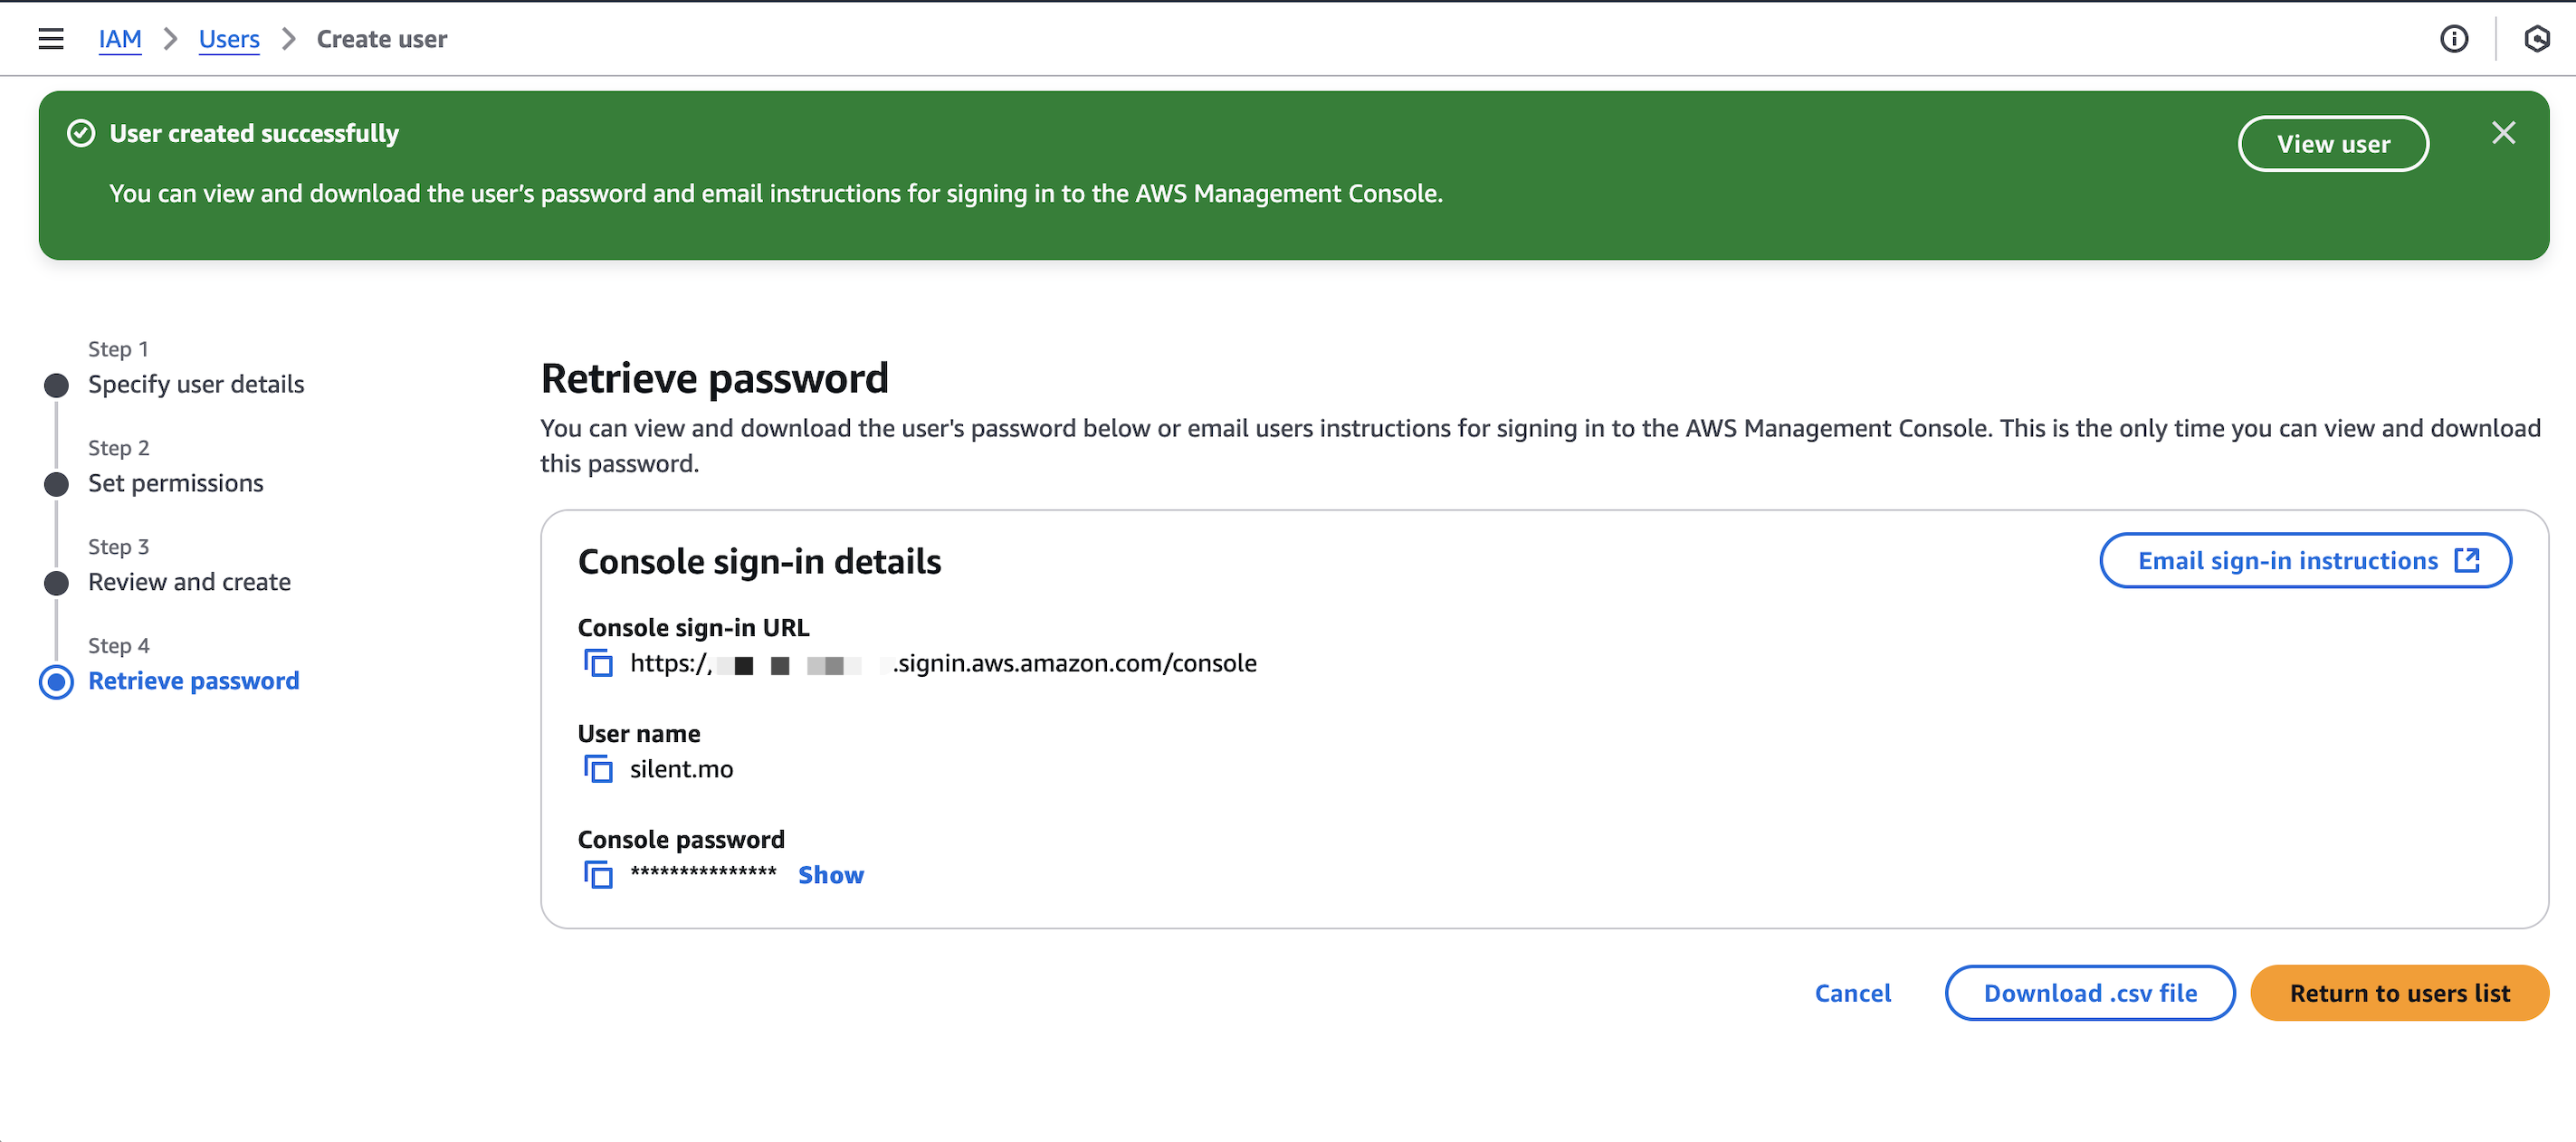 IAM > Users > Create user
User created successfully
View user
You can view and download the user’s password and email instructions for signing in to the AWS Management Console.
Step 1
Specify user details
Step 2
Set permissions
Step 3
Review and create
Step 4
Retrieve password
Retrieve password
You can view and download the user's password below or email users instructions for signing in to the AWS Management Console. This is the only time you can view and download
this password.
Console sign-in details
Email sign-in instructions
Console sign-in URL
https:/ .signin.aws.amazon.com/console
User name
silent.mo
Console password
*************** Show
Cancel
Download .csv file
Return to users list